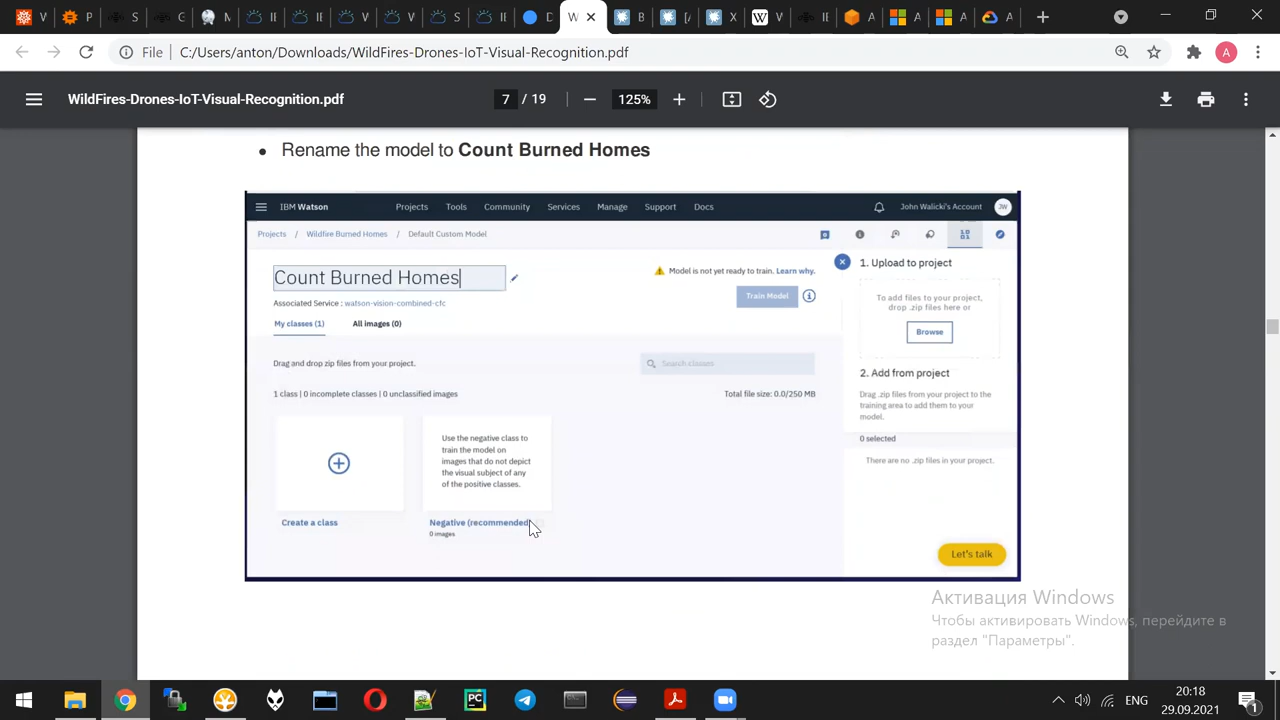 File C:/Users/anton/Downloads/WildFires-Drones-IoT-Visual-Recognition.pdf
WildFires-Drones-IoT-Visual-Recognition.pdf 7 / 19 125%
• Rename the model to Count Burned Homes
IBM Watson Projects Tools Community Services Manage Support Docs John Walicki's Account JW
Projects / Wildfire Burned Homes / Default Custom Model
Count Burned Homes
Model is not yet ready to train. Learn why.
Train Model
Associated Service : watson-vision-combined-cfc
My classes (1) All images (0)
Drag and drop zip files from your project.
Search classes
1 class | 0 incomplete classes | 0 unclassified images
Total file size: 0.0/250 MB
Create a class
Use the negative class to
train the model on
images that do not depict
the visual subject of any
of the positive classes.
Negative (recommended)
0 images
1. Upload to project
To add files to your project,
drop .zip files here or
Browse
2. Add from project
Drag .zip files from your project to the
training area to add them to your
model.
0 selected
There are no .zip files in your project.
Let's talk
Активация Windows
Чтобы активировать Windows, перейдите в
раздел "Параметры".
ENG
20:18
29.09.2021